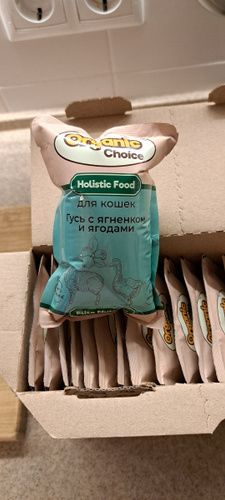 Organic
Choice
Holistic Food
для кошек
Гусь с ягненком
и ягодами